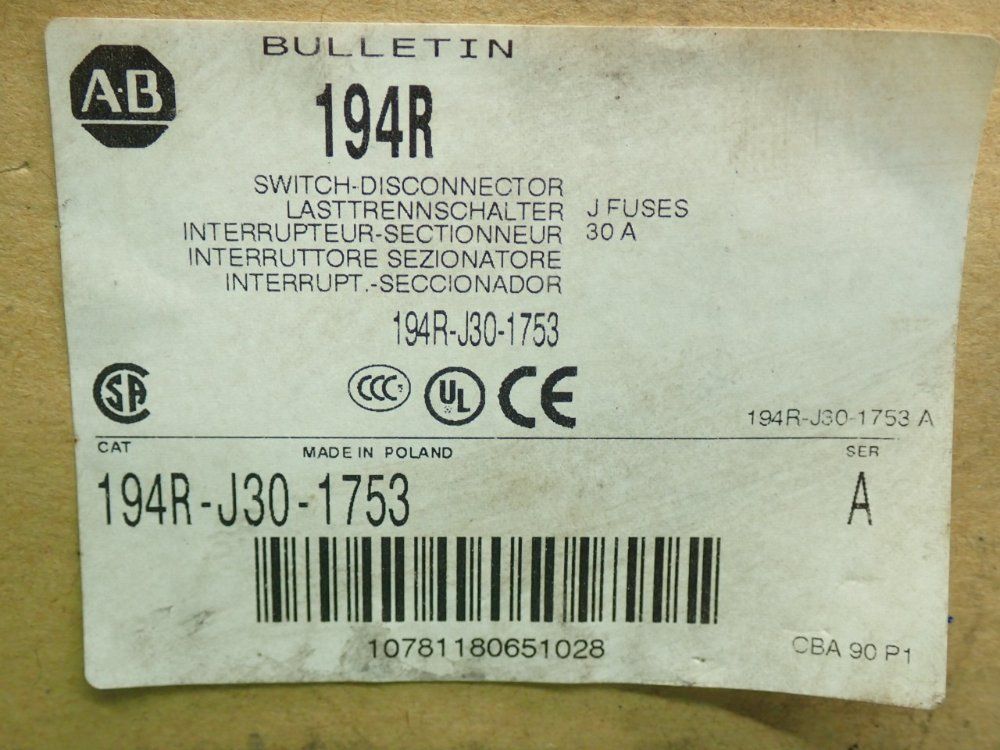 BULLETIN
A·B
194R
SWITCH-DISCONNECTOR
LASTTRENNSCHALTER J FUSES
INTERRUPTEUR-SECTIONNEUR 30 A
INTERRUTTORE SEZIONATORE
INTERRUPT.-SECCIONADOR
194R-J30-1753
CSA CCC UL CE
194R-J30-1753 A
CAT MADE IN POLAND SER
194R-J30-1753 A
10781180651028
CBA 90 P1